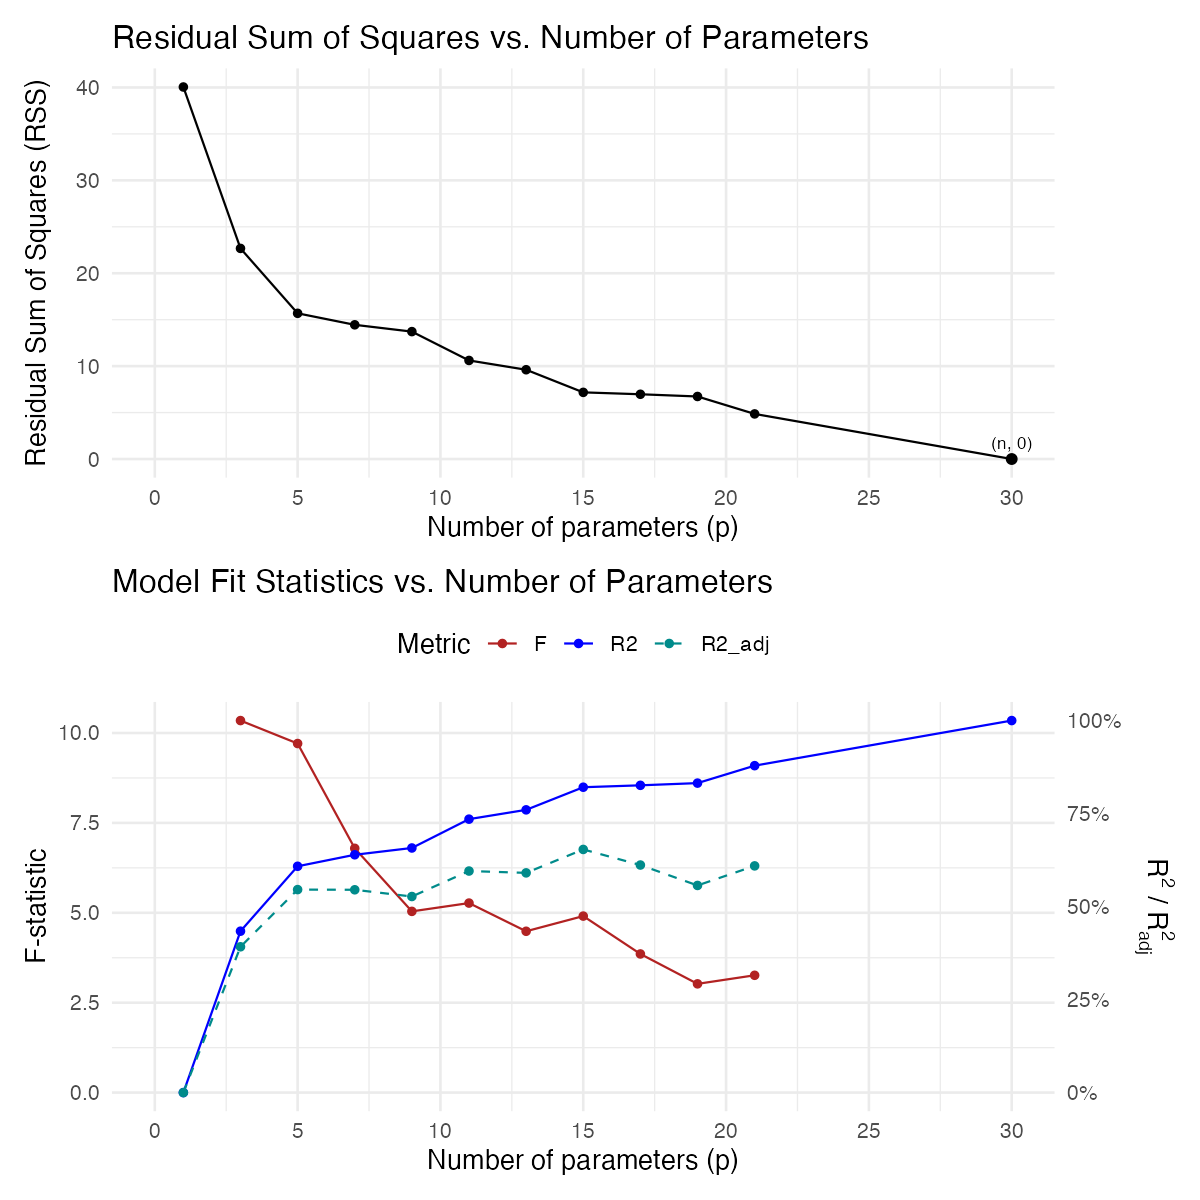 Residual Sum of Squares vs. Number of Parameters
Residual Sum of Squares (RSS)
40
30
20
10
0
(n, 0)
0 5 10 15 20 25 30
Number of parameters (p)
Model Fit Statistics vs. Number of Parameters
Metric F R2 R2_adj
F-statistic
10.0
7.5
5.0
2.5
0.0
100%
75%
50%
25%
0%
R² / R²adj
0 5 10 15 20 25 30
Number of parameters (p)